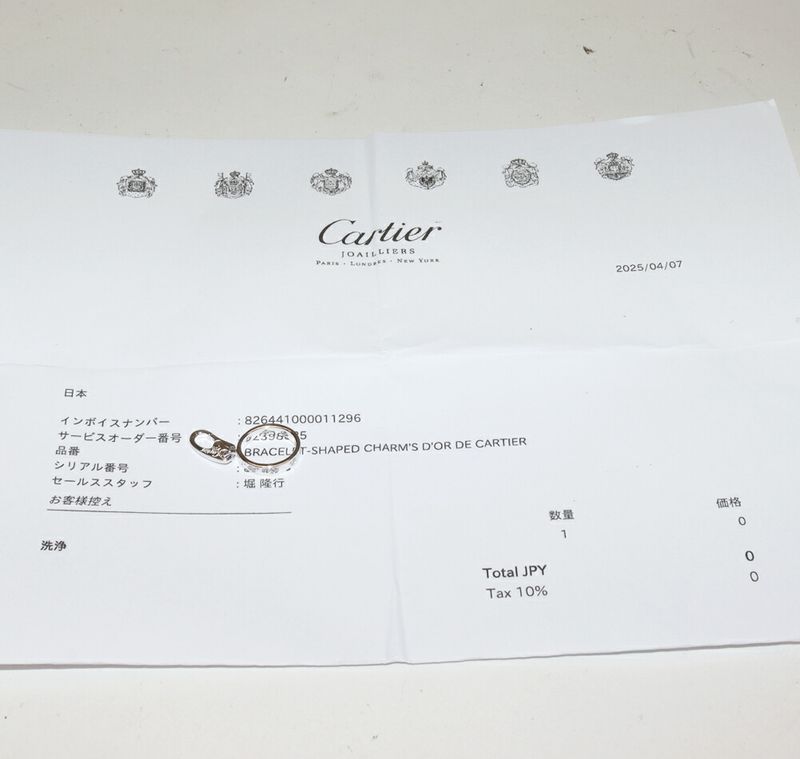 Cartier
JOAILLIERS
PARIS - LONDRES - NEW YORK
2025/04/07
日本
インボイスナンバー : 826441000011296
サービスオーダー番号 :
品番 : BRACELET-SHAPED CHARM'S D'OR DE CARTIER
シリアル番号 :
セールススタッフ : 堀 隆行
お客様控え
洗浄
数量 価格
1 0
Total JPY 0
Tax 10% 0